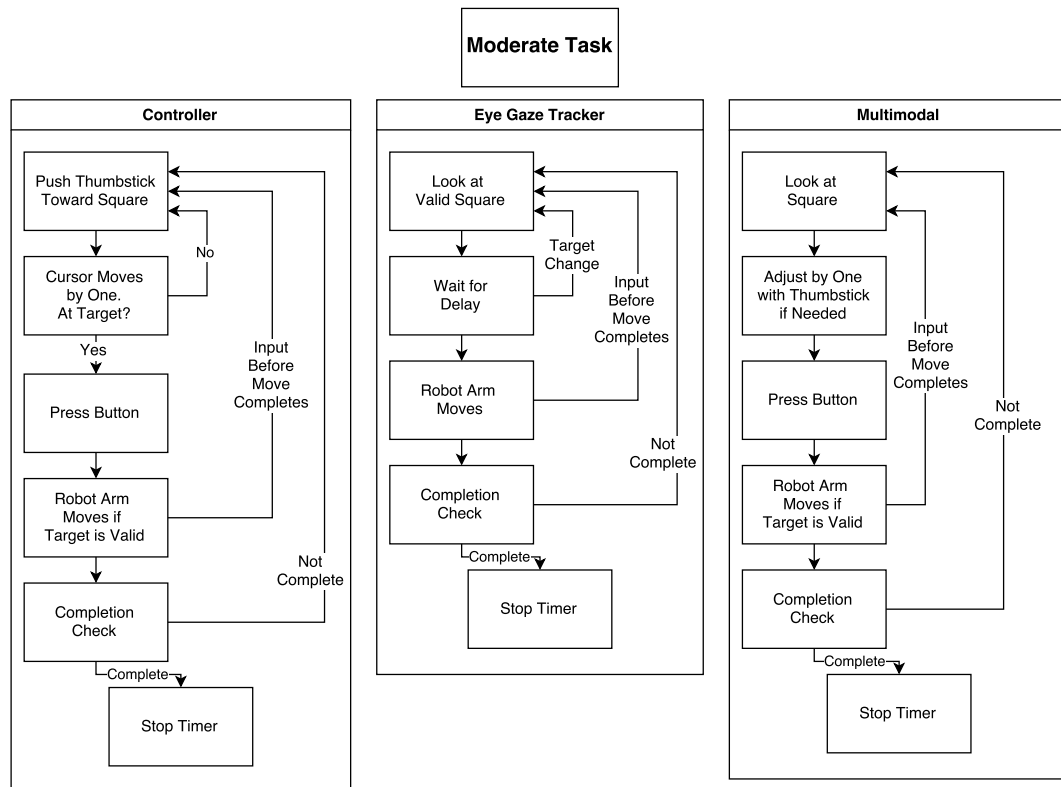 Moderate Task
Controller
Push Thumbstick
Toward Square
No
Cursor Moves
by One.
At Target?
Yes
Input
Before
Move
Completes
Press Button
Robot Arm
Moves if
Target is Valid
Not
Complete
Completion
Check
Complete
Stop Timer
Eye Gaze Tracker
Look at
Valid Square
Target
Change
Wait for
Delay
Input
Before
Move
Completes
Robot Arm
Moves
Not
Complete
Completion
Check
Complete
Stop Timer
Multimodal
Look at
Square
Adjust by One
with Thumbstick
if Needed
Input
Before
Move
Completes
Press Button
Not
Complete
Robot Arm
Moves if
Target is Valid
Completion
Check
Complete
Stop Timer